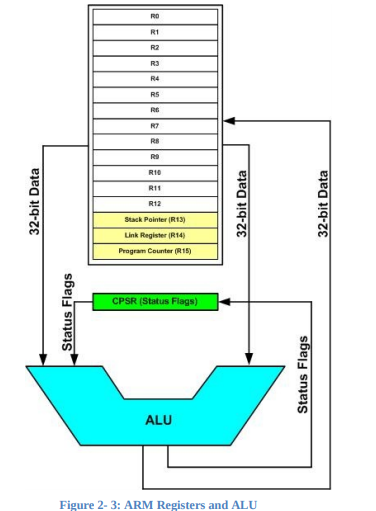 R0
R1
R2
R3
R4
R5
R6
R7
R8
R9
R10
R11
R12
Stack Pointer (R13)
Link Register (R14)
Program Counter (R15)
32-bit Data
32-bit Data
32-bit Data
CPSR (Status Flags)
Status Flags
Status Flags
ALU
Figure 2- 3: ARM Registers and ALU